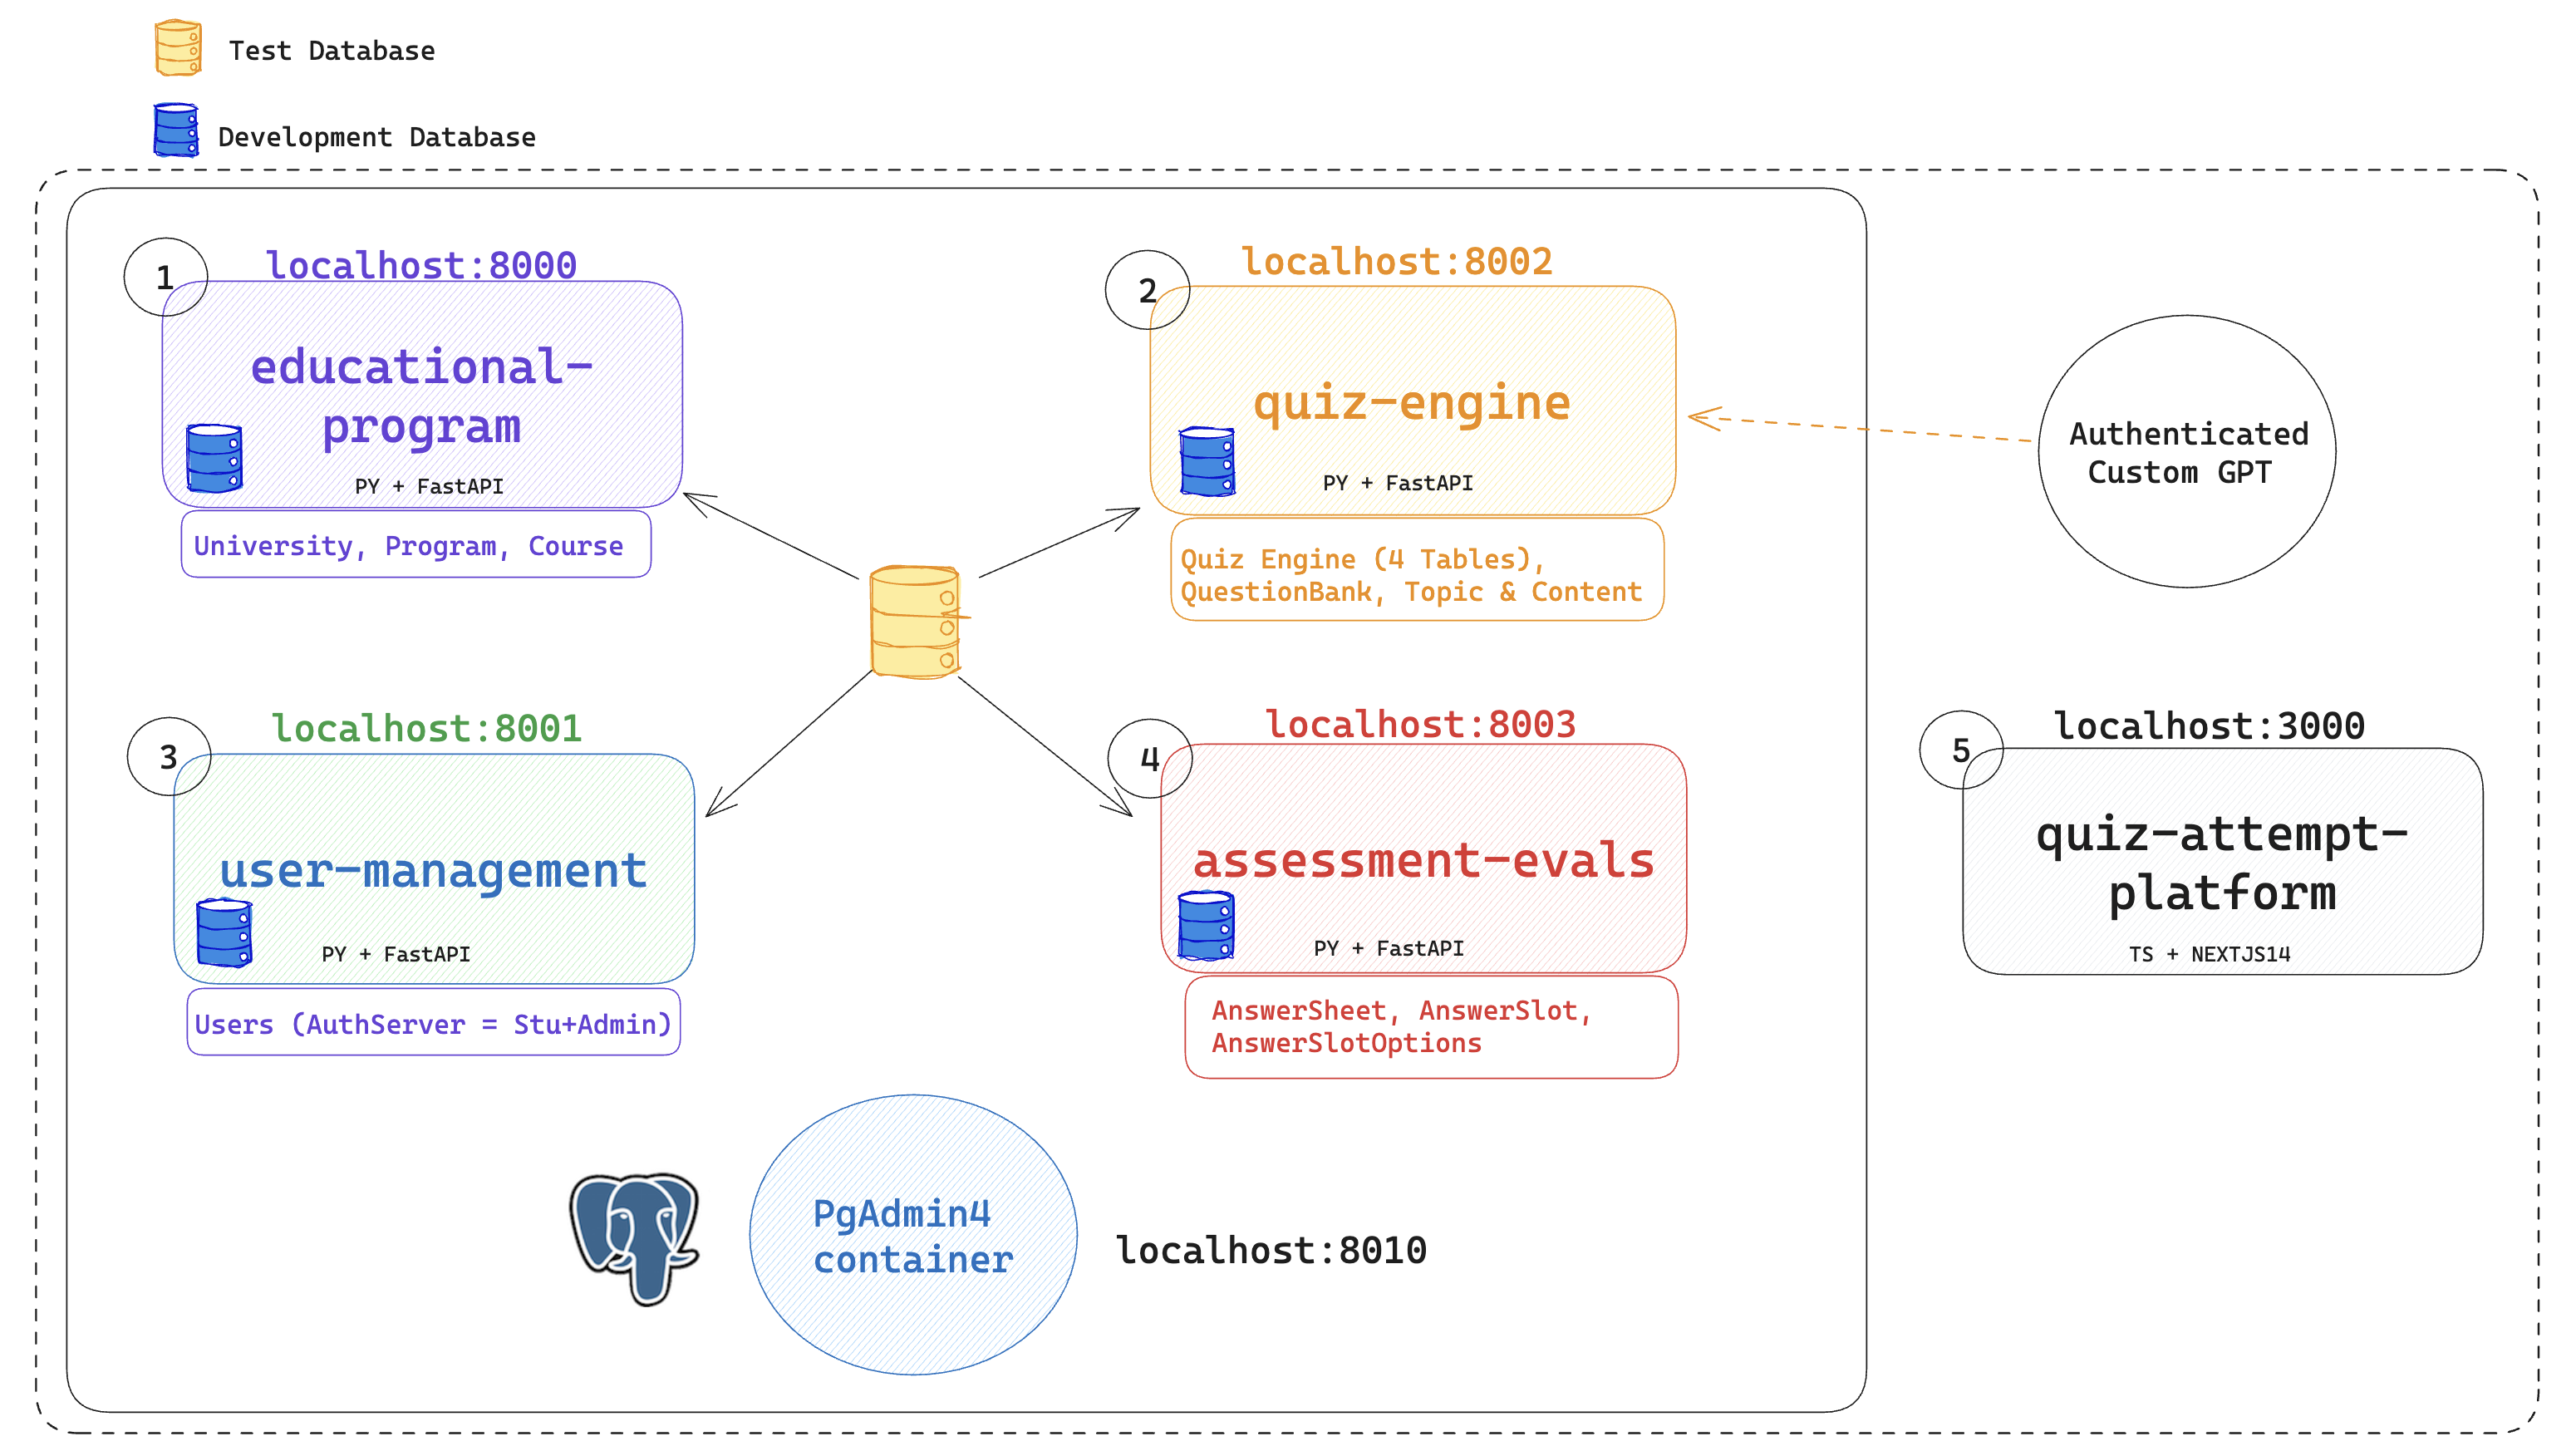 Test Database
Development Database
1
localhost:8000
educational-
program
PY + FastAPI
University, Program, Course
2
localhost:8002
quiz-engine
PY + FastAPI
Quiz Engine (4 Tables),
QuestionBank, Topic & Content
Authenticated
Custom GPT
3
localhost:8001
user-management
PY + FastAPI
Users (AuthServer = Stu+Admin)
4
localhost:8003
assessment-evals
PY + FastAPI
AnswerSheet, AnswerSlot,
AnswerSlotOptions
5
localhost:3000
quiz-attempt-
platform
TS + NEXTJS14
PgAdmin4
container
localhost:8010